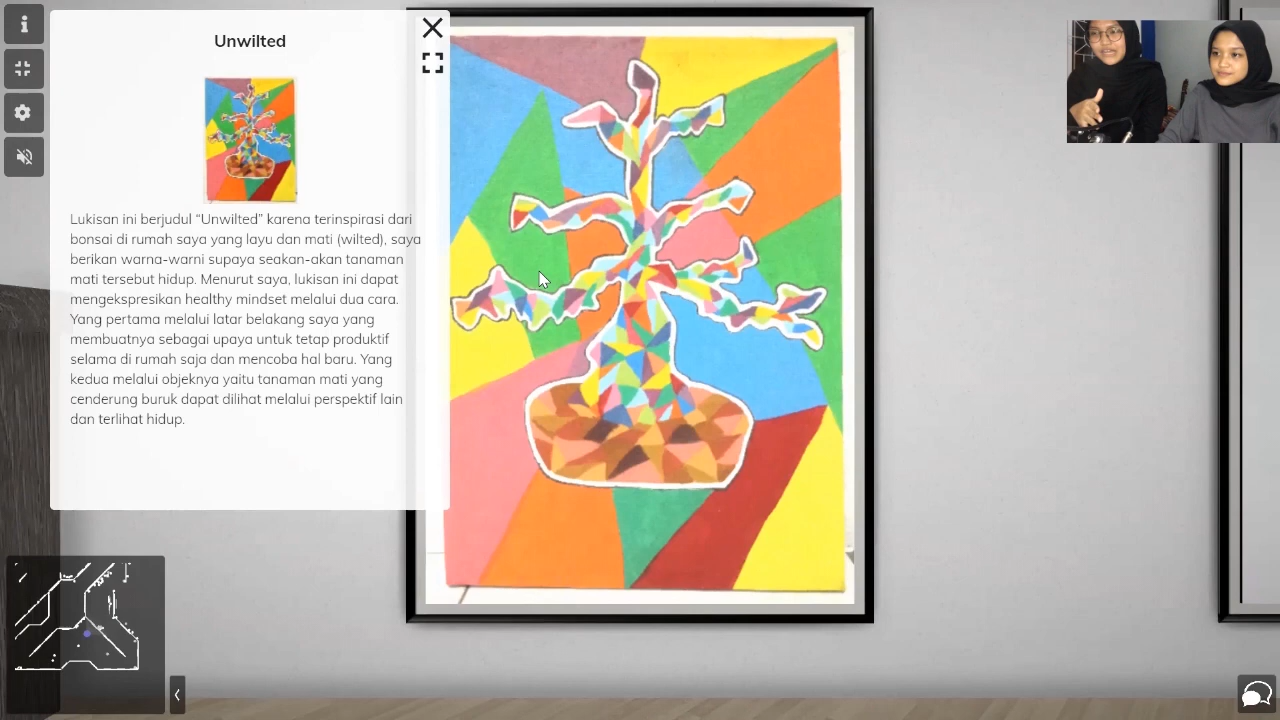 Unwilted
Lukisan ini berjudul “Unwilted” karena terinspirasi dari
bonsai di rumah saya yang layu dan mati (wilted), saya
berikan warna-warni supaya seakan-akan tanaman
mati tersebut hidup. Menurut saya, lukisan ini dapat
mengekspresikan healthy mindset melalui dua cara.
Yang pertama melalui latar belakang saya yang
membuatnya sebagai upaya untuk tetap produktif
selama di rumah saja dan mencoba hal baru. Yang
kedua melalui objeknya yaitu tanaman mati yang
cenderung buruk dapat dilihat melalui perspektif lain
dan terlihat hidup.